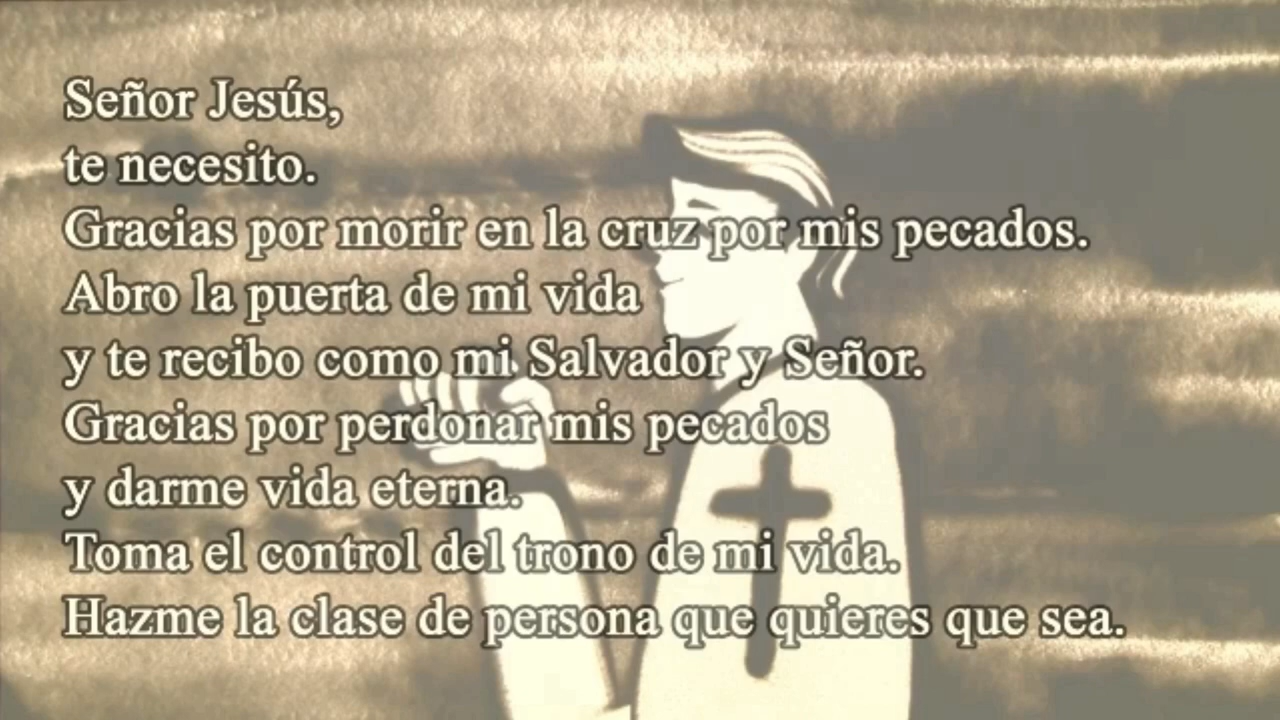 Señor Jesús,
te necesito.
Gracias por morir en la cruz por mis pecados.
Abro la puerta de mi vida
y te recibo como mi Salvador y Señor.
Gracias por perdonar mis pecados
y darme vida eterna.
Toma el control del trono de mi vida.
Hazme la clase de persona que quieres que sea.